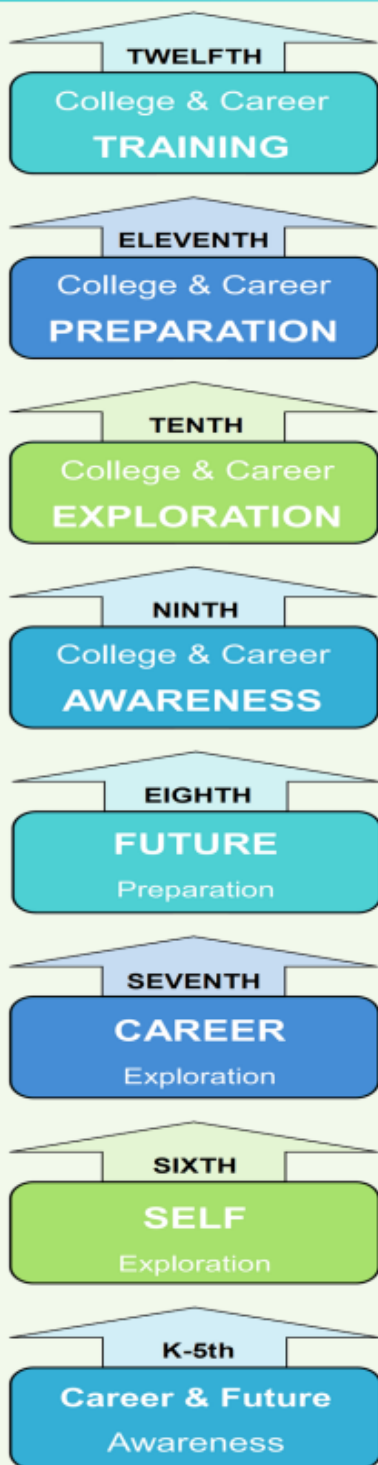 TWELFTH
College & Career
TRAINING
ELEVENTH
College & Career
PREPARATION
TENTH
College & Career
EXPLORATION
NINTH
College & Career
AWARENESS
EIGHTH
FUTURE
Preparation
SEVENTH
CAREER
Exploration
SIXTH
SELF
Exploration
K-5th
Career & Future
Awareness